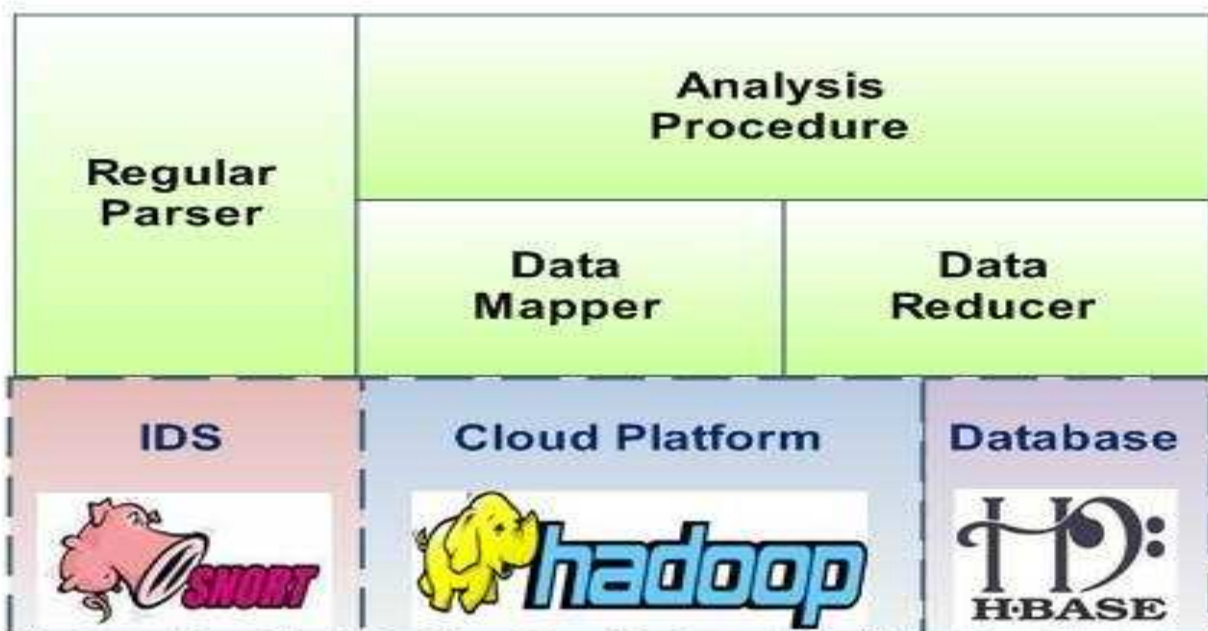 Analysis
Procedure
Regular
Parser
Data
Mapper
Data
Reducer
IDS
Cloud Platform
Database
SNORT
hadoop
H·BASE